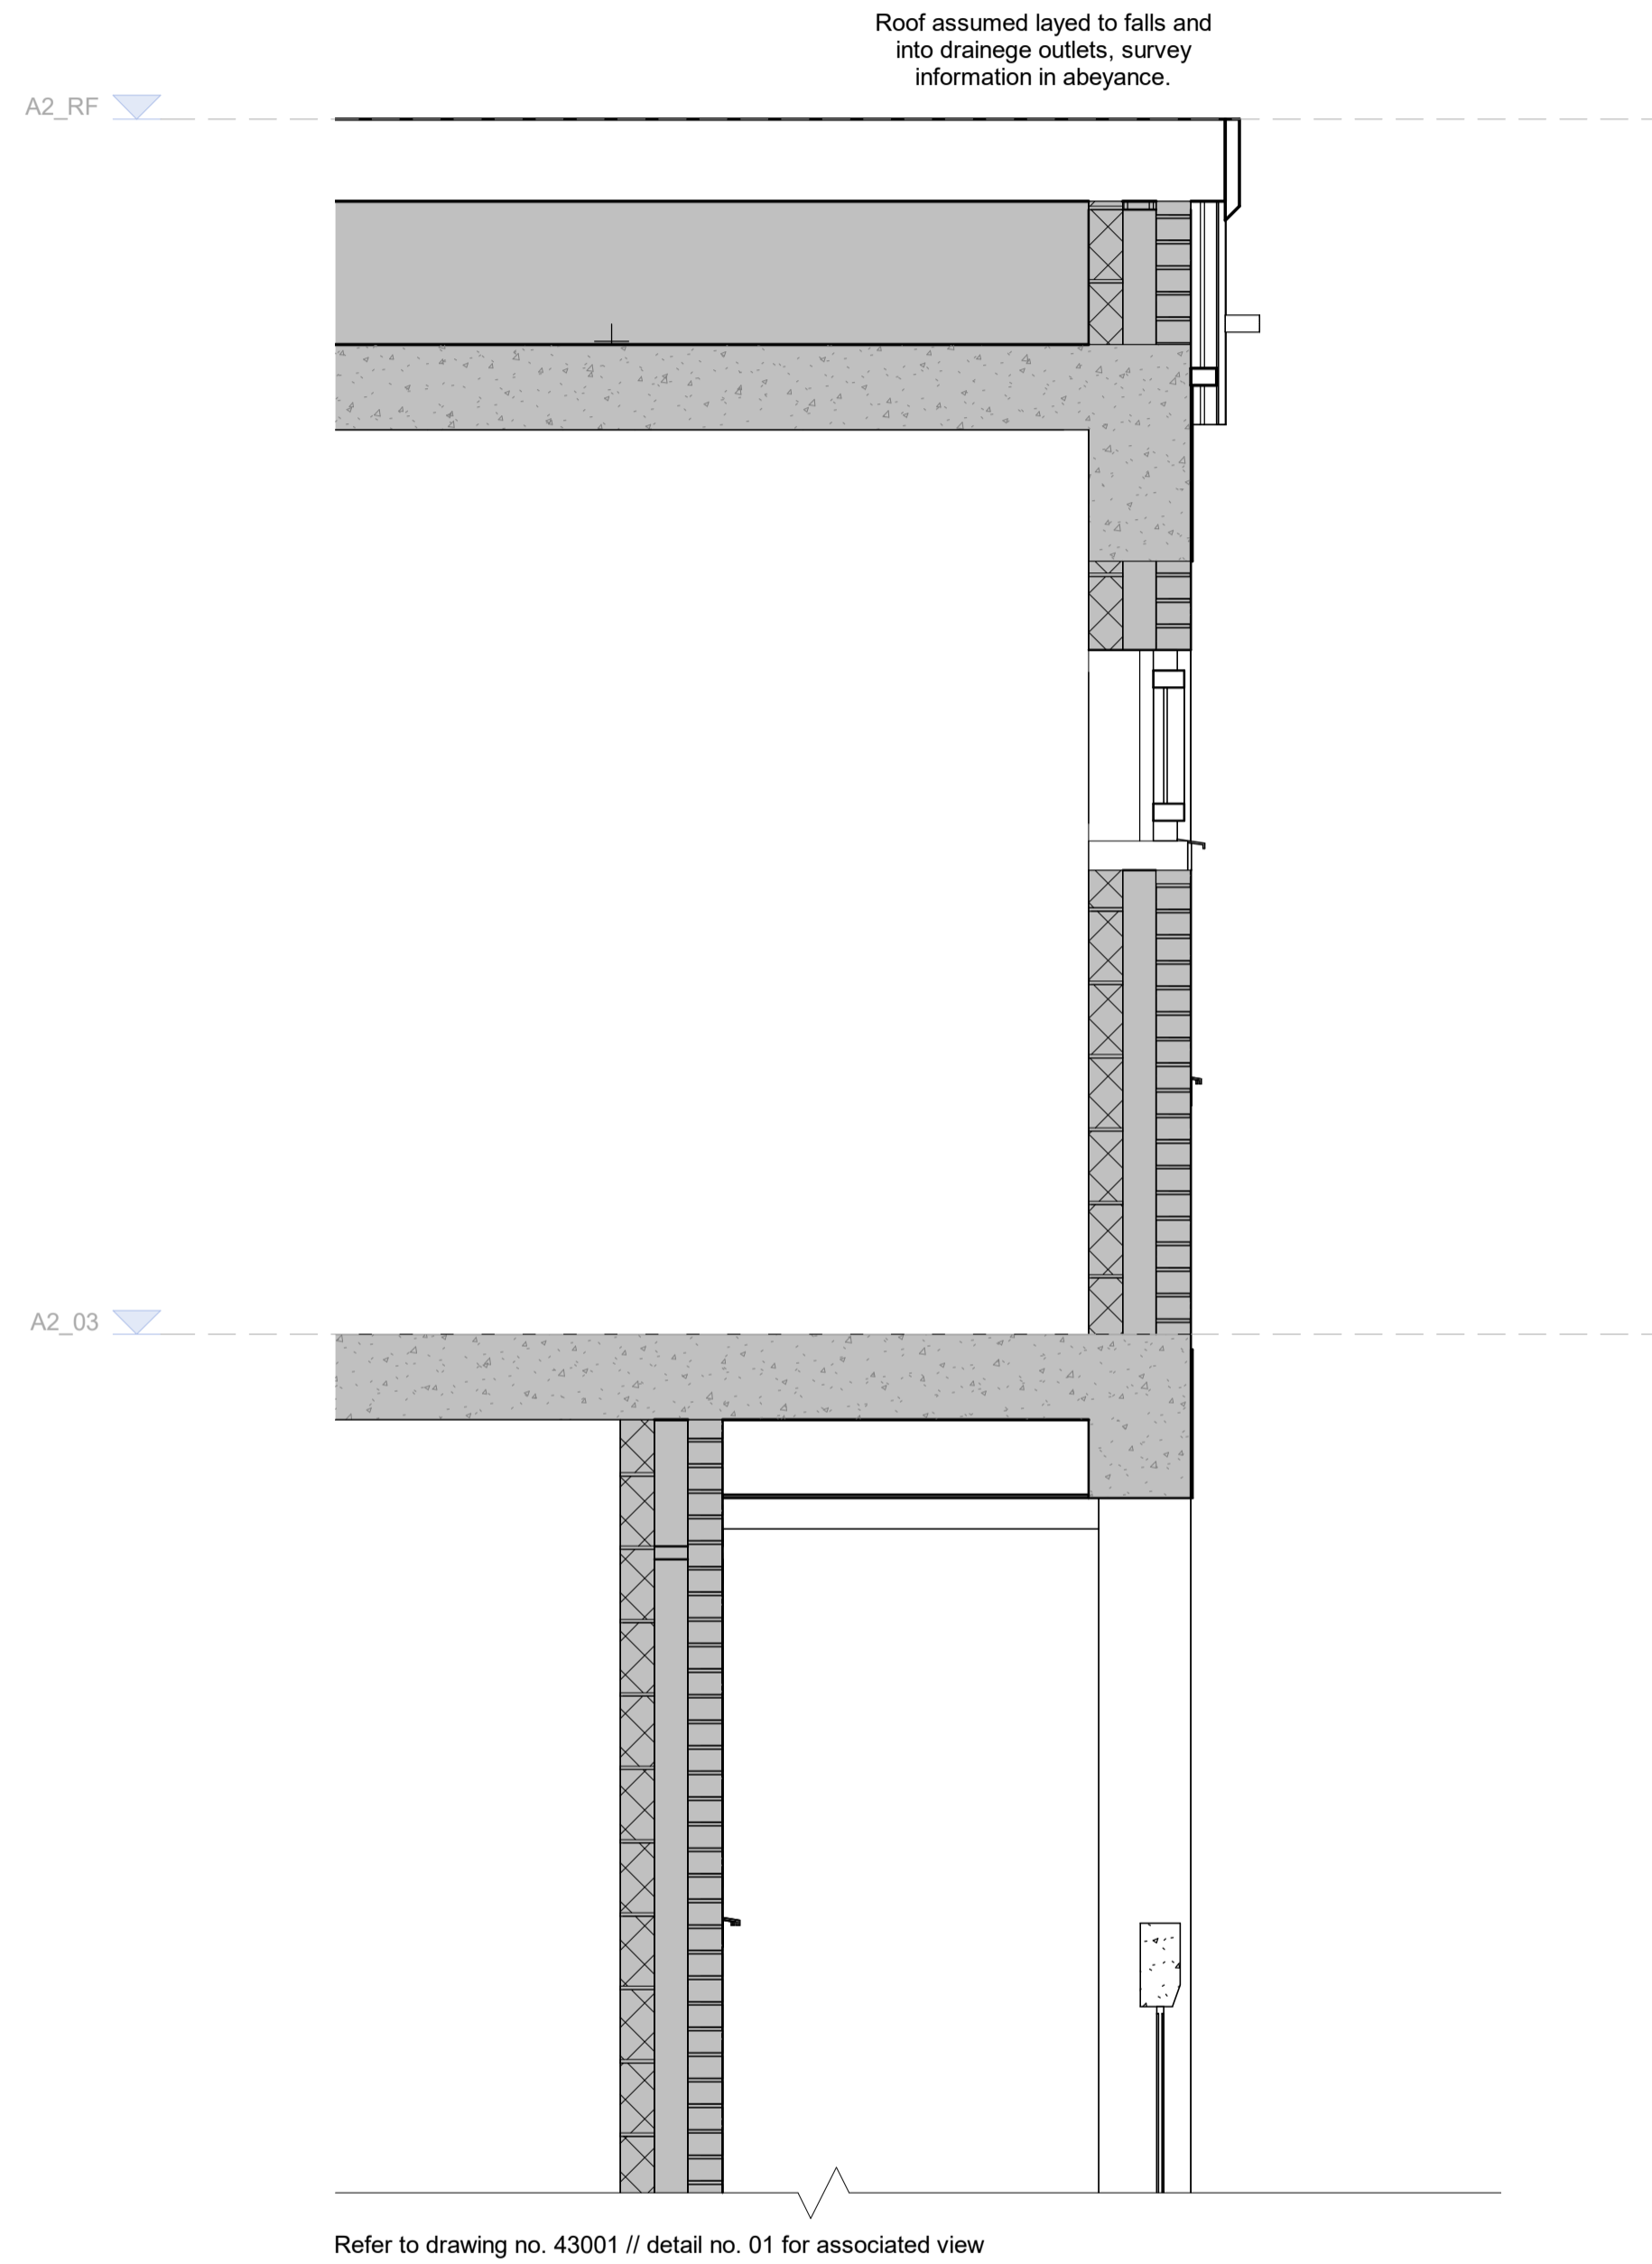 Roof assumed layed to falls and
into drainege outlets, survey
information in abeyance.
A2_RF
A2_03
Refer to drawing no. 43001 // detail no. 01 for associated view